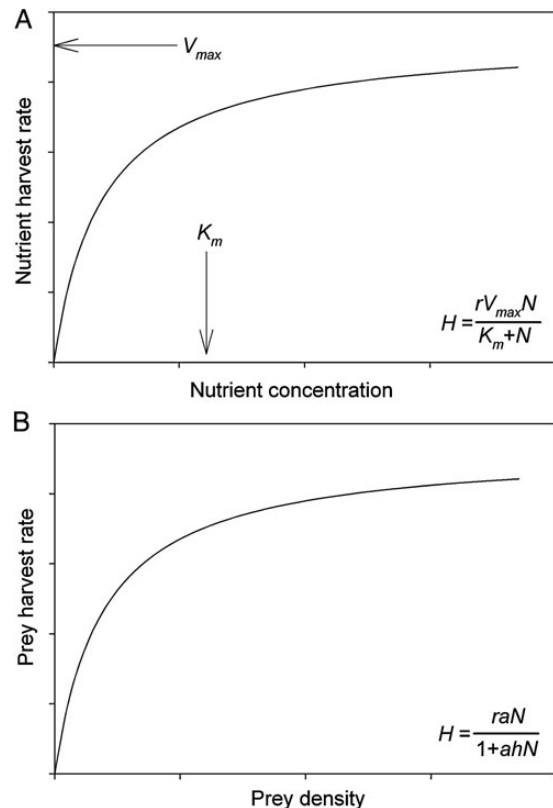 A
V_max
Nutrient harvest rate
K_m
H = rV_maxN / K_m+N
Nutrient concentration
B
Prey harvest rate
H = raN / 1+ahN
Prey density